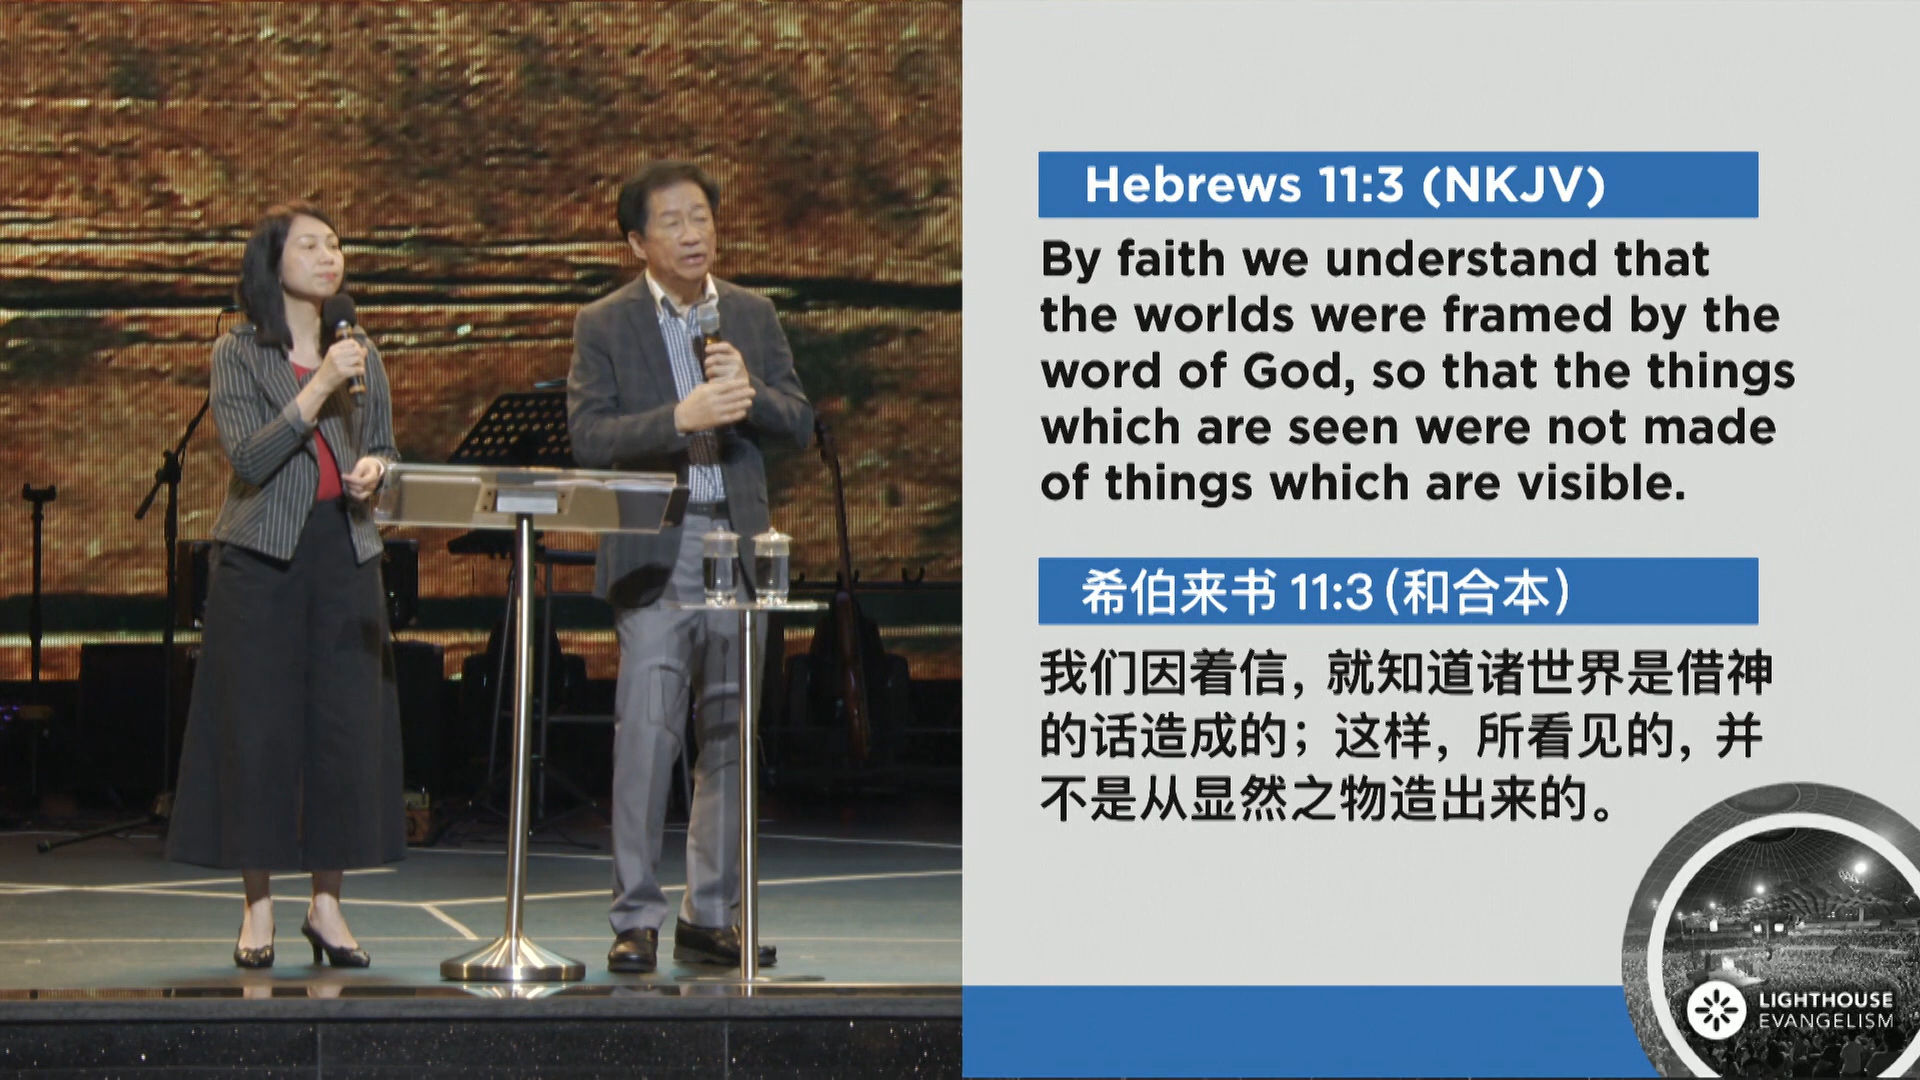 Hebrews 11:3 (NKJV)
By faith we understand that
the worlds were framed by the
word of God, so that the things
which are seen were not made
of things which are visible.
希伯来书 11:3 (和合本)
我们因着信，就知道诸世界是借神
的话造成的；这样，所看见的，并
不是从显然之物造出来的。
LIGHTHOUSE
EVANGELISM